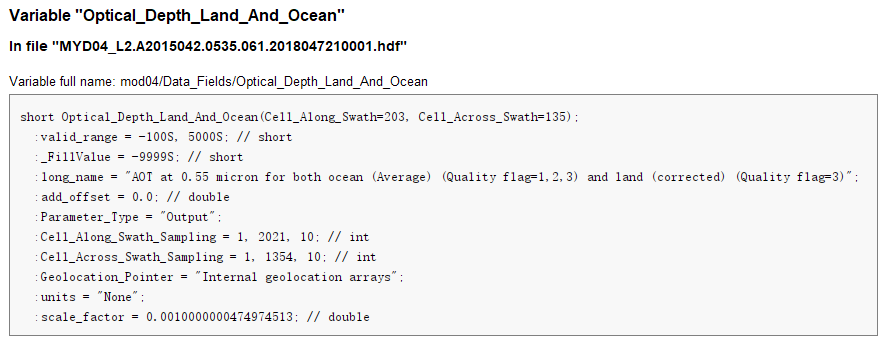 Variable "Optical_Depth_Land_And_Ocean"
In file "MYD04_L2.A2015042.0535.061.2018047210001.hdf"
Variable full name: mod04/Data_Fields/Optical_Depth_Land_And_Ocean
short Optical_Depth_Land_And_Ocean(Cell_Along_Swath=203, Cell_Across_Swath=135);
:valid_range = -100S, 5000S; // short
:_FillValue = -9999S; // short
:long_name = "AOT at 0.55 micron for both ocean (Average) (Quality flag=1,2,3) and land (corrected) (Quality flag=3)";
:add_offset = 0.0; // double
:Parameter_Type = "Output";
:Cell_Along_Swath_Sampling = 1, 2021, 10; // int
:Cell_Across_Swath_Sampling = 1, 1354, 10; // int
:Geolocation_Pointer = "Internal geolocation arrays";
:units = "None";
:scale_factor = 0.0010000000474974513; // double